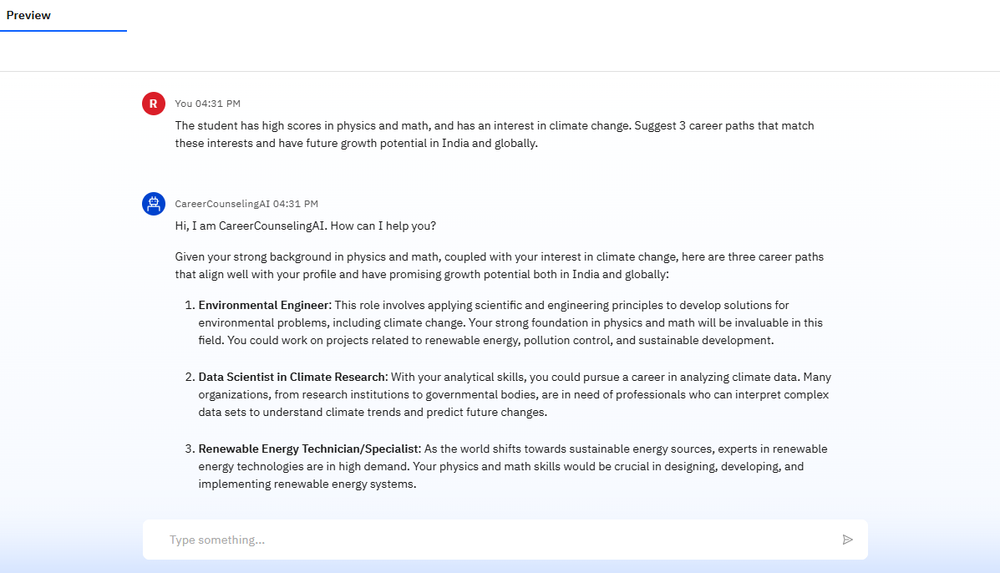 Preview
R
You 04:31 PM
The student has high scores in physics and math, and has an interest in climate change. Suggest 3 career paths that match
these interests and have future growth potential in India and globally.
CareerCounselingAI 04:31 PM
Hi, I am CareerCounselingAI. How can I help you?
Given your strong background in physics and math, coupled with your interest in climate change, here are three career paths
that align well with your profile and have promising growth potential both in India and globally:
1. Environmental Engineer: This role involves applying scientific and engineering principles to develop solutions for
environmental problems, including climate change. Your strong foundation in physics and math will be invaluable in this
field. You could work on projects related to renewable energy, pollution control, and sustainable development.
2. Data Scientist in Climate Research: With your analytical skills, you could pursue a career in analyzing climate data. Many
organizations, from research institutions to governmental bodies, are in need of professionals who can interpret complex
data sets to understand climate trends and predict future changes.
3. Renewable Energy Technician/Specialist: As the world shifts towards sustainable energy sources, experts in renewable
energy technologies are in high demand. Your physics and math skills would be crucial in designing, developing, and
implementing renewable energy systems.
Type something...